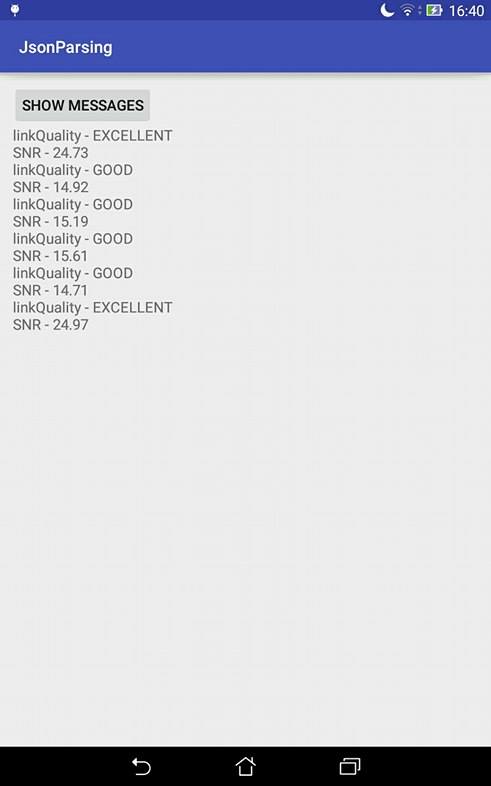 16:40
JsonParsing
SHOW MESSAGES
linkQuality - EXCELLENT
SNR - 24.73
linkQuality - GOOD
SNR - 14.92
linkQuality - GOOD
SNR - 15.19
linkQuality - GOOD
SNR - 15.61
linkQuality - GOOD
SNR - 14.71
linkQuality - EXCELLENT
SNR - 24.97